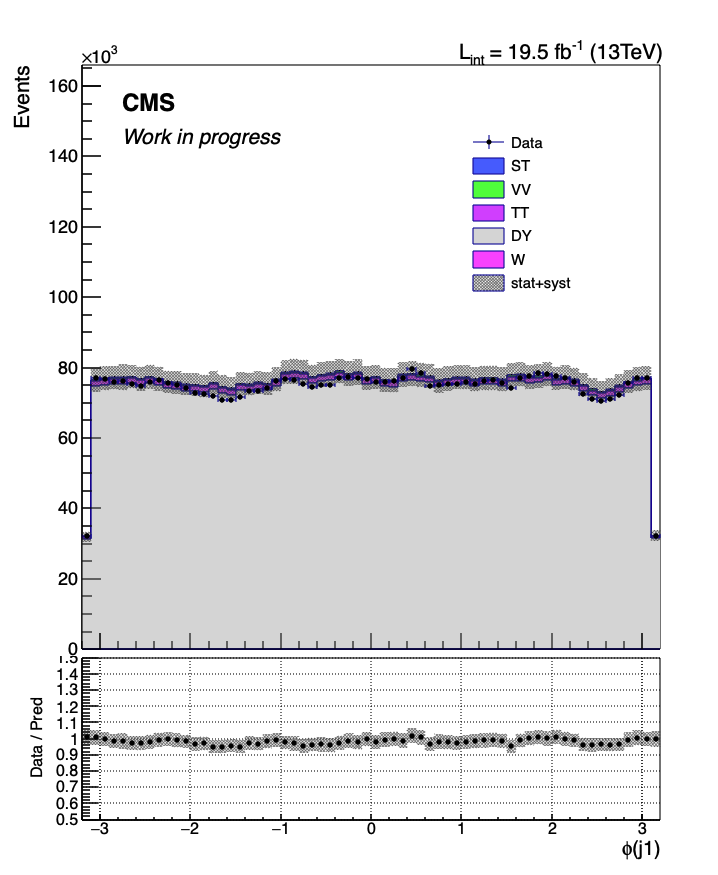 ×10³
L_int = 19.5 fb⁻¹ (13TeV)
Events
160
140
120
100
80
60
40
20
0
CMS
Work in progress
Data
ST
VV
TT
DY
W
stat+syst
Data / Pred
1.5
1.4
1.3
1.2
1.1
1
0.9
0.8
0.7
0.6
0.5
−3 −2 −1 0 1 2 3
ϕ(j1)